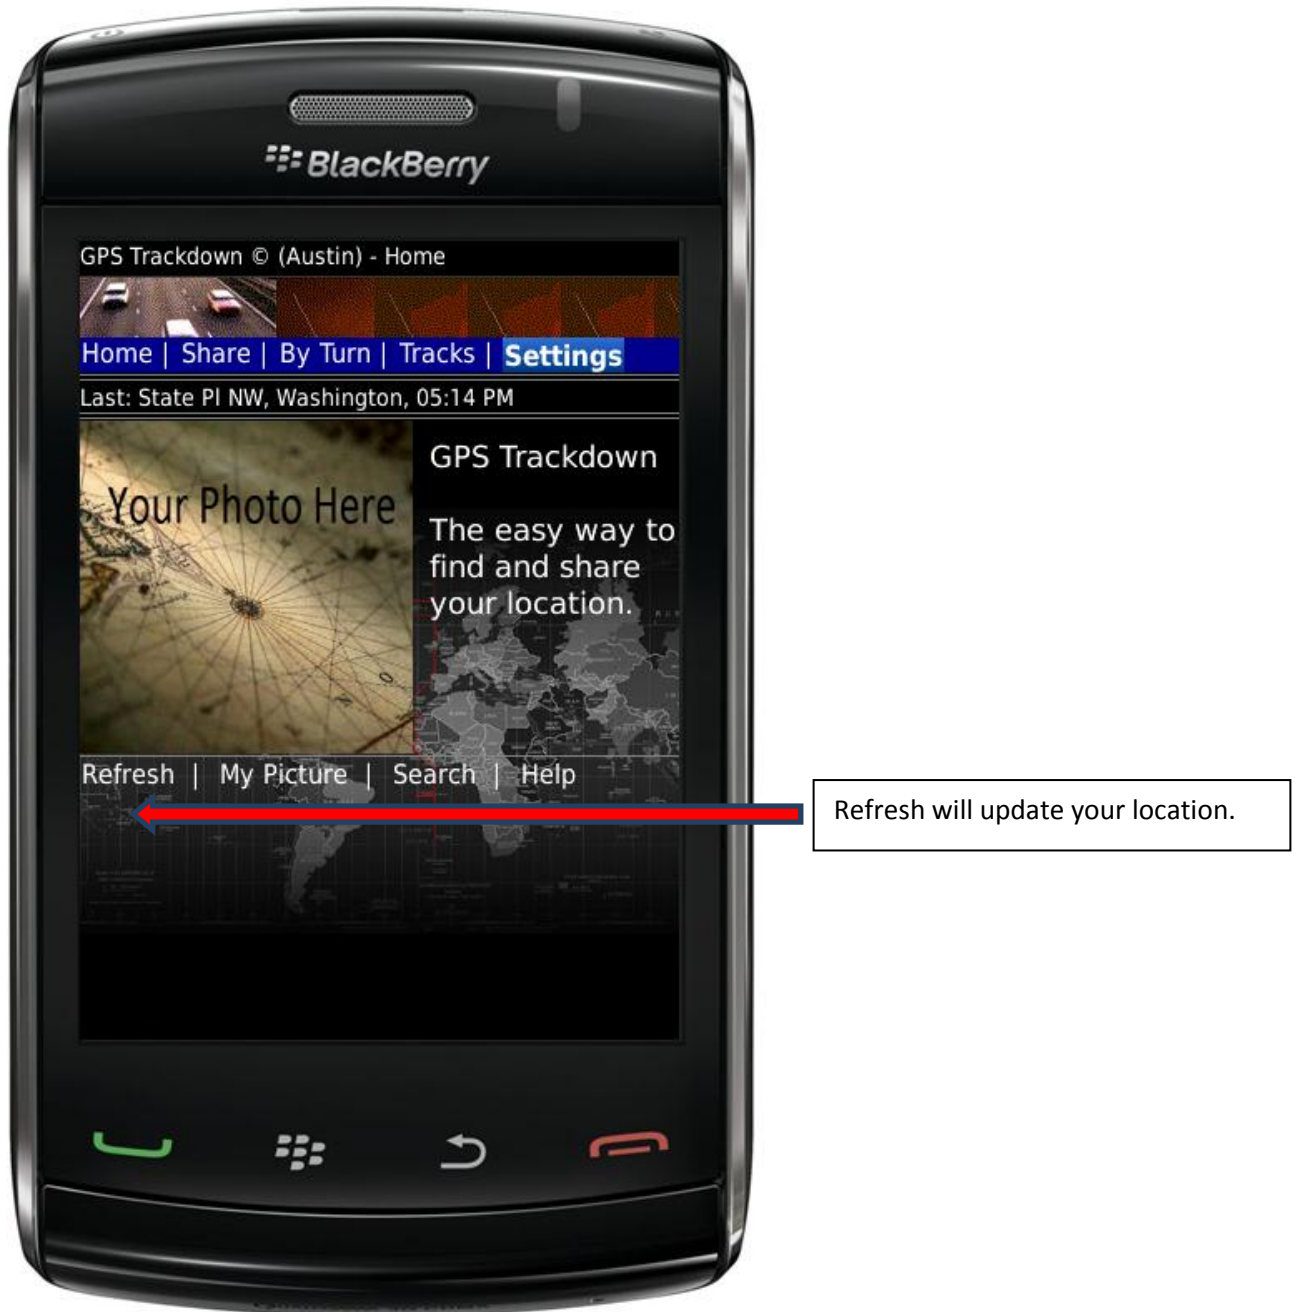 BlackBerry
GPS Trackdown © (Austin) - Home
Home | Share | By Turn | Tracks | Settings
Last: State Pl NW, Washington, 05:14 PM
Your Photo Here
GPS Trackdown
The easy way to
find and share
your location.
Refresh | My Picture | Search | Help
Refresh will update your location.